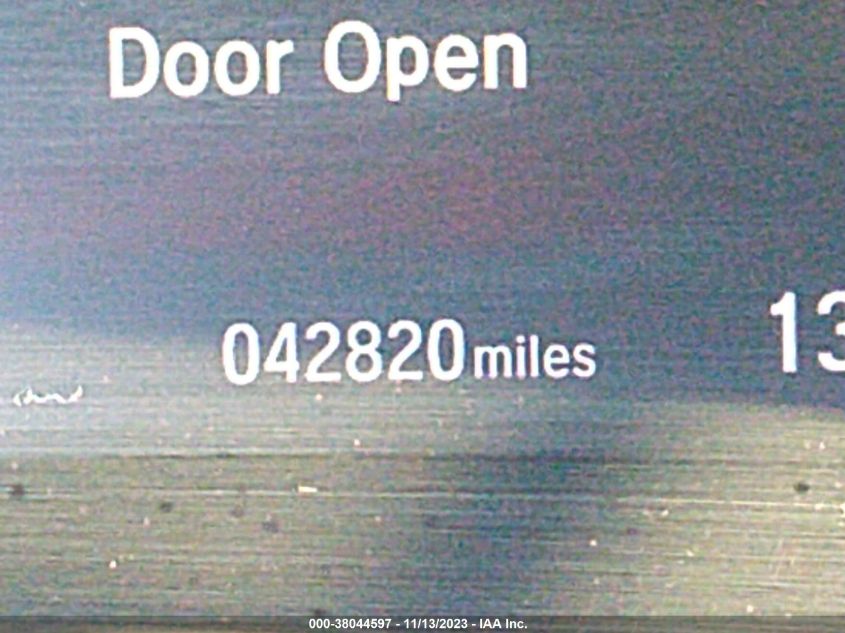 Door Open
042820 miles 13
000-38044597 - 11/13/2023 - IAA Inc.